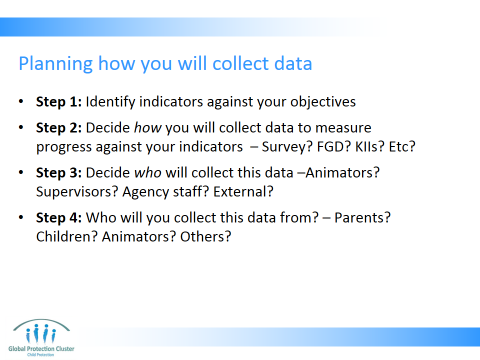 Planning how you will collect data
• Step 1: Identify indicators against your objectives
• Step 2: Decide how you will collect data to measure
progress against your indicators – Survey? FGD? KIIs? Etc?
• Step 3: Decide who will collect this data –Animators?
Supervisors? Agency staff? External?
• Step 4: Who will you collect this data from? – Parents?
Children? Animators? Others?
Global Protection Cluster
Child Protection